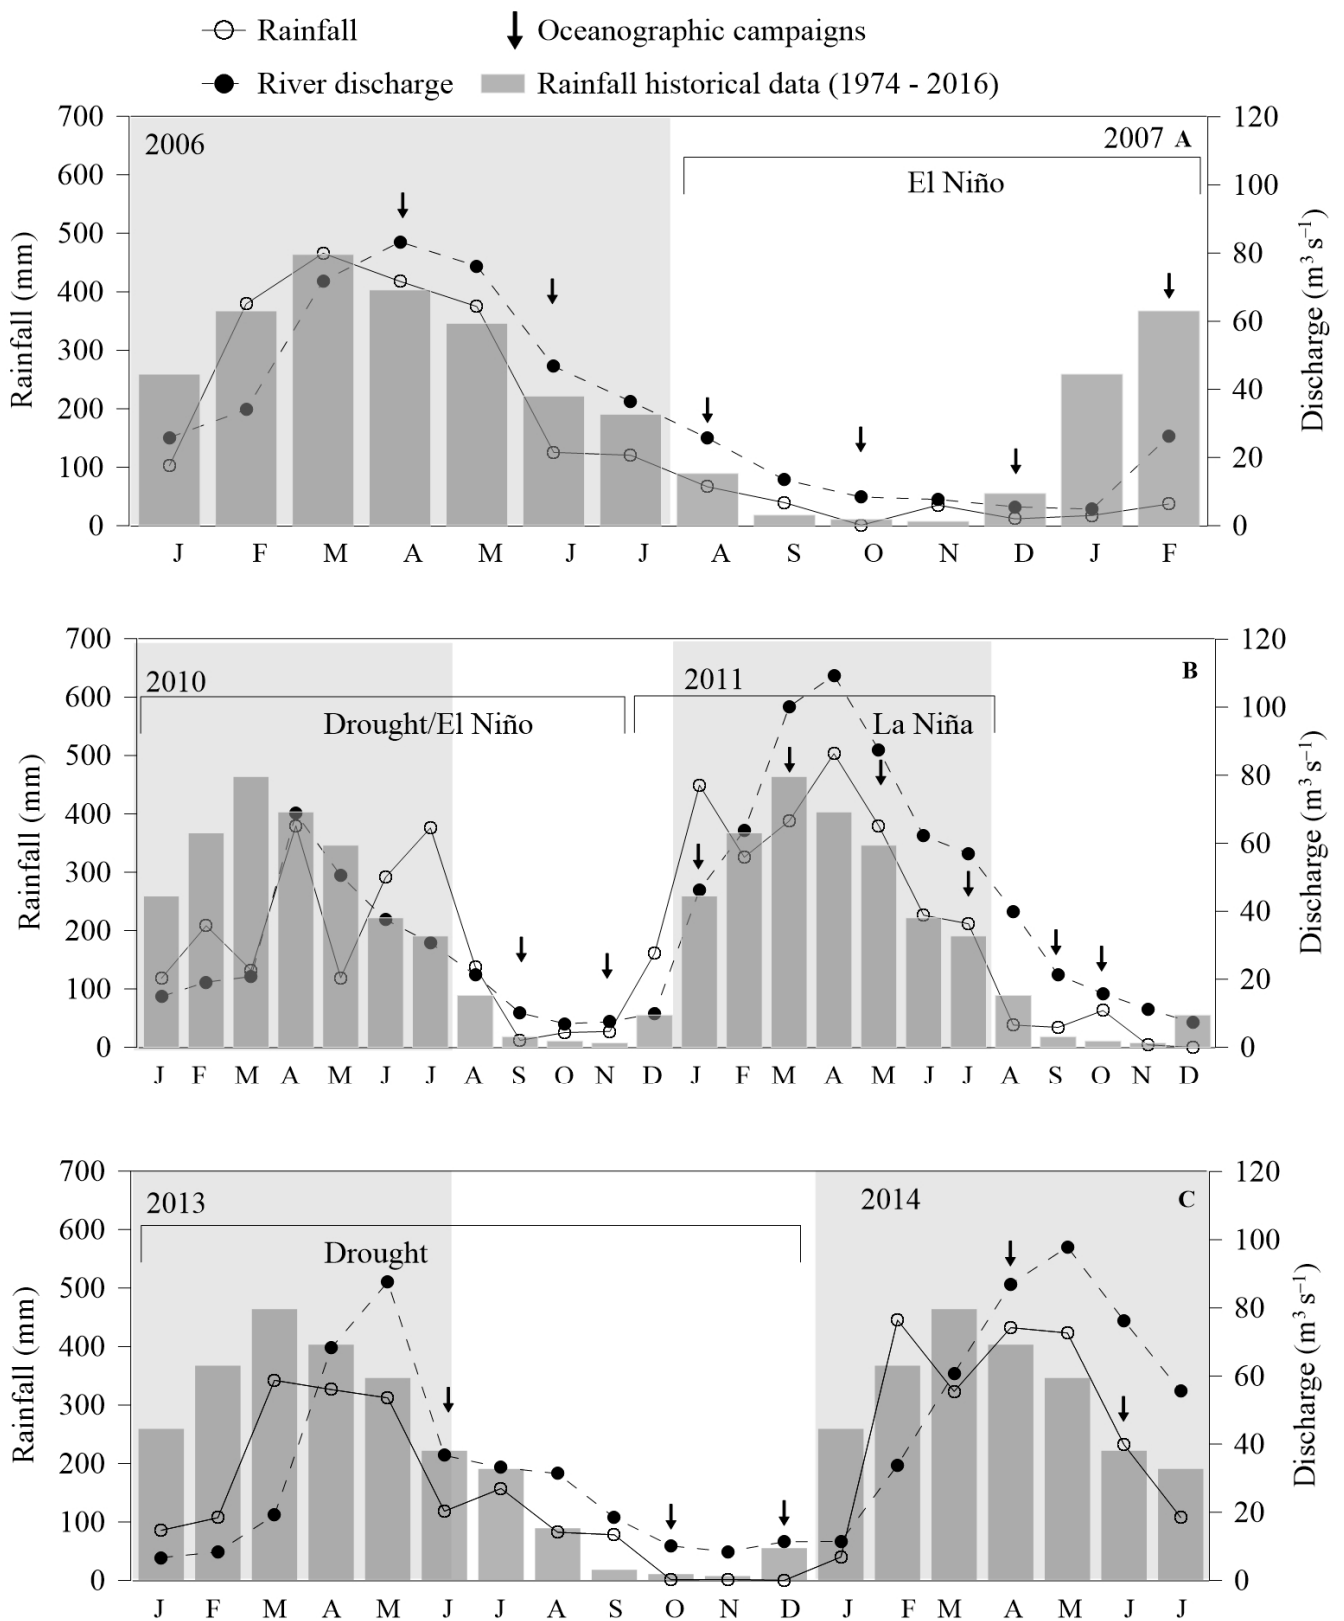 Rainfall
Oceanographic campaigns
River discharge
Rainfall historical data (1974 - 2016)
700
600
500
400
300
200
100
0
Rainfall (mm)
2006
2007 A
El Niño
120
100
80
60
40
20
0
Discharge (m³ s⁻¹)
J F M A M J J A S O N D J F
700
600
500
400
300
200
100
0
Rainfall (mm)
2010
Drought/El Niño
2011
La Niña
B
120
100
80
60
40
20
0
Discharge (m³ s⁻¹)
J F M A M J J A S O N D J F M A M J J A S O N D
700
600
500
400
300
200
100
0
Rainfall (mm)
2013
Drought
2014
C
120
100
80
60
40
20
0
Discharge (m³ s⁻¹)
J F M A M J J A S O N D J F M A M J J